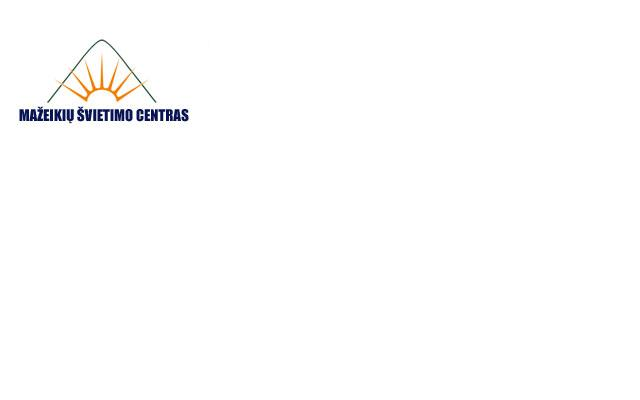 MAŽEIKIŲ ŠVIETIMO CENTRAS